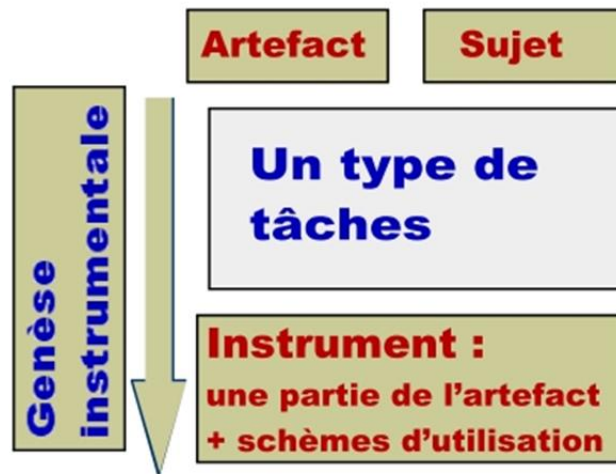 Artefact
Sujet
Genèse
instrumentale
Un type de
tâches
Instrument :
une partie de l’artefact
+ schèmes d’utilisation